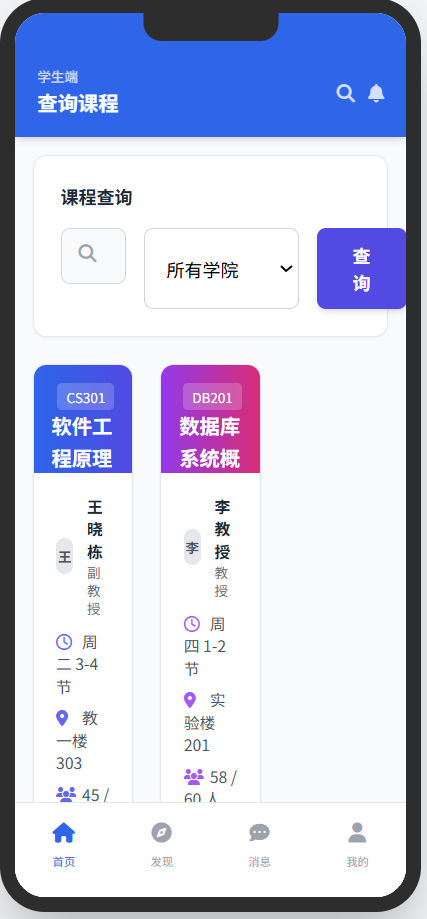 学生端
查询课程
课程查询
所有学院
查
询
CS301
软件工
程原理
王
王
晓
栋
副
教
授
周
二 3-4
节
教
一楼
303
45 /
DB201
数据库
系统概
李
李
教
授
教
授
周
四 1-2
节
实
验楼
201
58 /
60 人
首页
发现
消息
我的